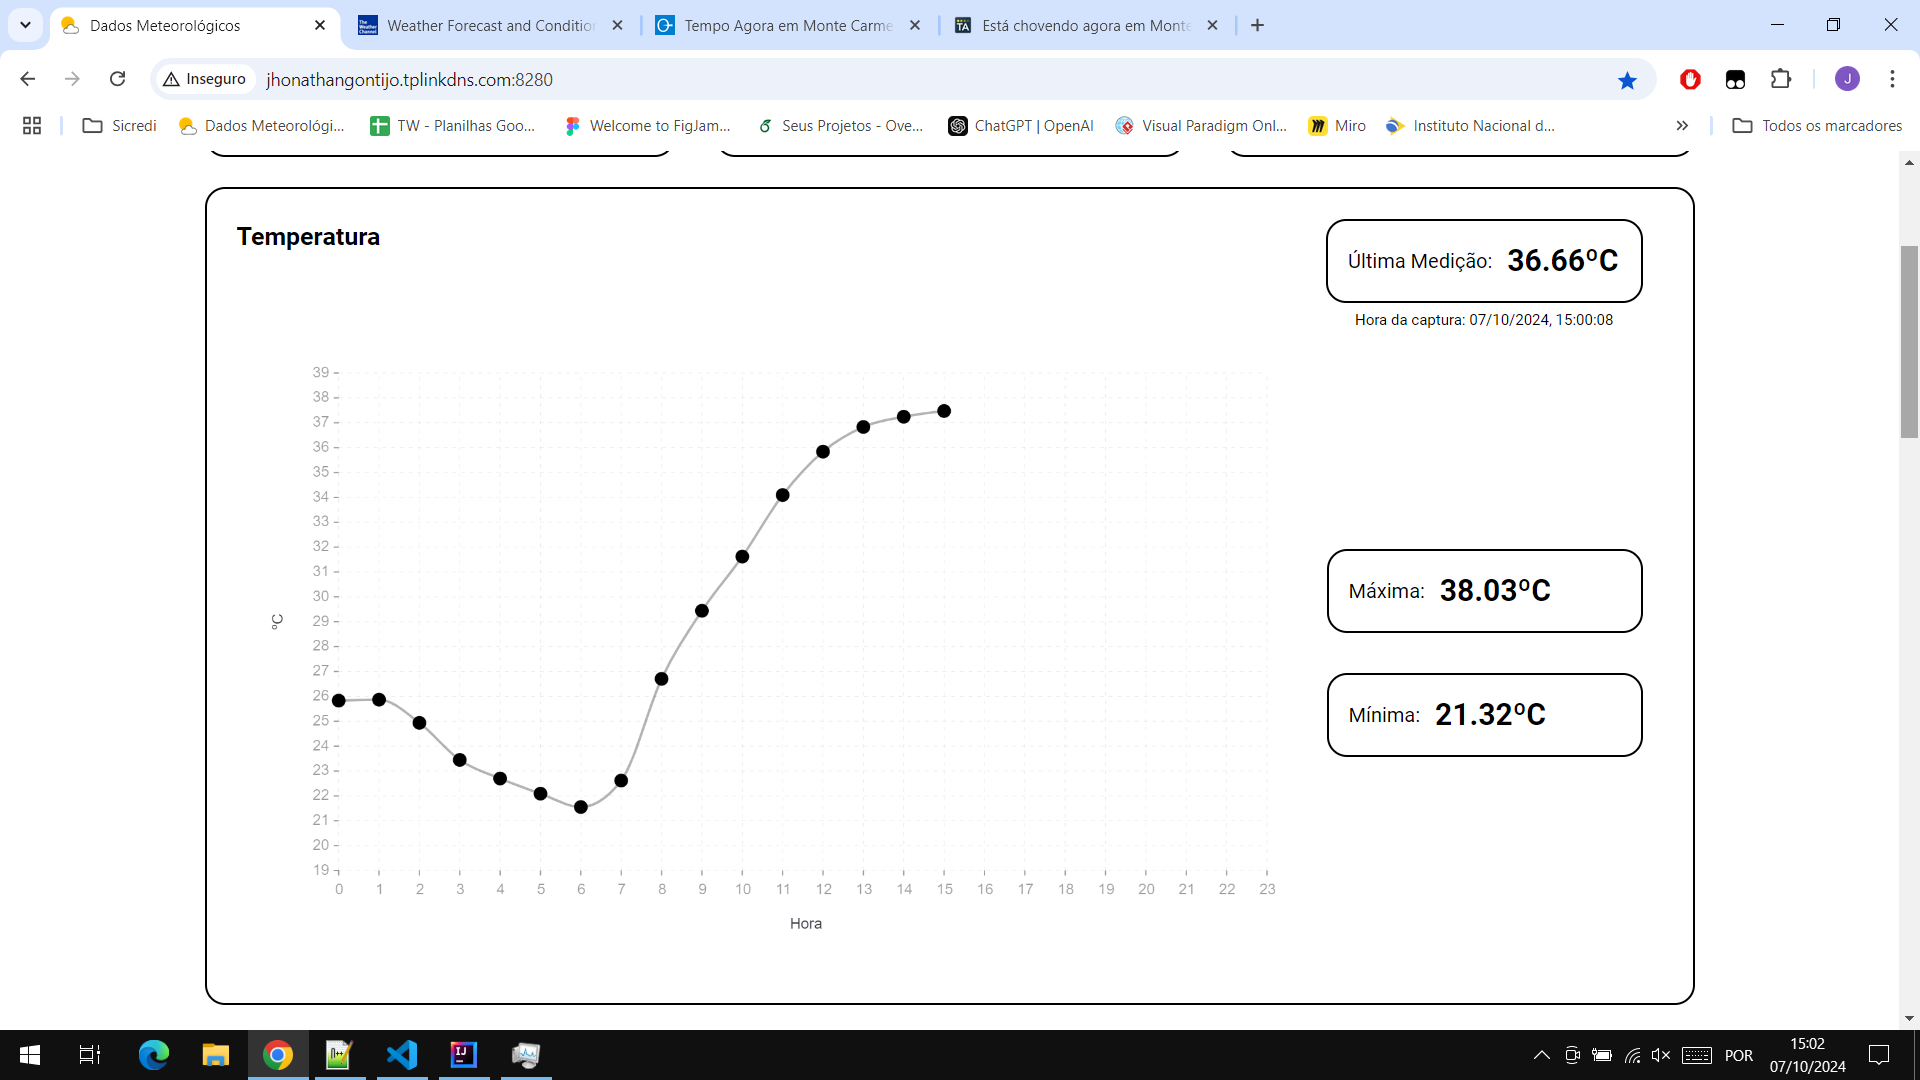 Dados Meteorológicos
Weather Forecast and Condition
Tempo Agora em Monte Carme
Está chovendo agora em Monte
Inseguro
jhonathangontijo.tplinkdns.com:8280
J
Sicredi
Dados Meteorológi...
TW - Planilhas Goo...
Welcome to FigJam...
Seus Projetos - Ove...
ChatGPT | OpenAI
Visual Paradigm Onl...
Miro
Instituto Nacional d...
Todos os marcadores
Temperatura
Última Medição: 36.66ºC
Hora da captura: 07/10/2024, 15:00:08
39
38
37
36
35
34
33
32
31
30
29
28
27
26
25
24
23
22
21
20
19
ºC
0 1 2 3 4 5 6 7 8 9 10 11 12 13 14 15 16 17 18 19 20 21 22 23
Hora
Máxima: 38.03ºC
Mínima: 21.32ºC
POR
15:02
07/10/2024